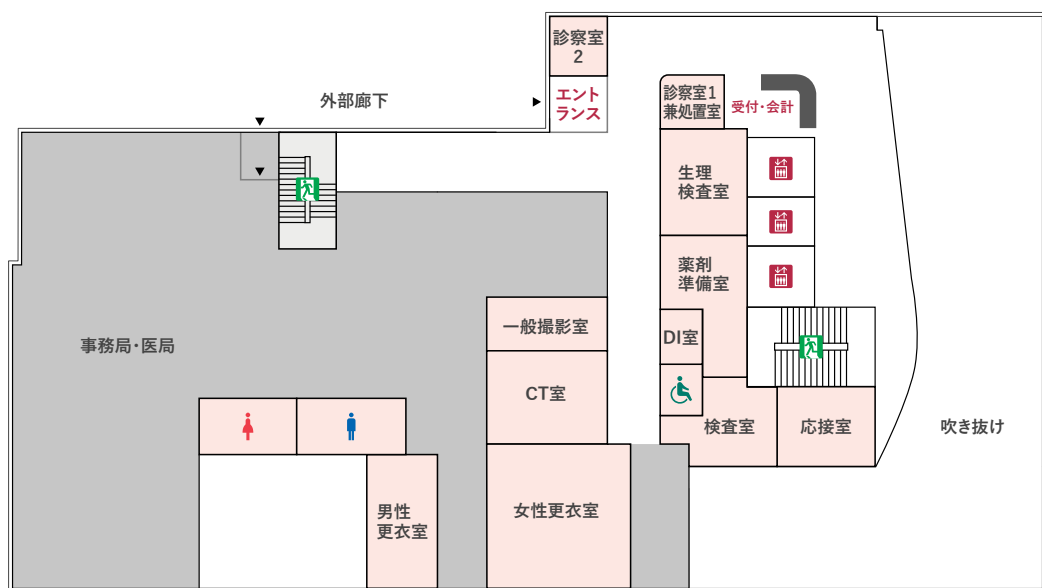 診察室
2
外部廊下
エント
ランス
診察室1
兼処置室
受付・会計
生理
検査室
薬剤
準備室
一般撮影室
DI室
事務局・医局
CT室
検査室
応接室
吹き抜け
男性
更衣室
女性更衣室